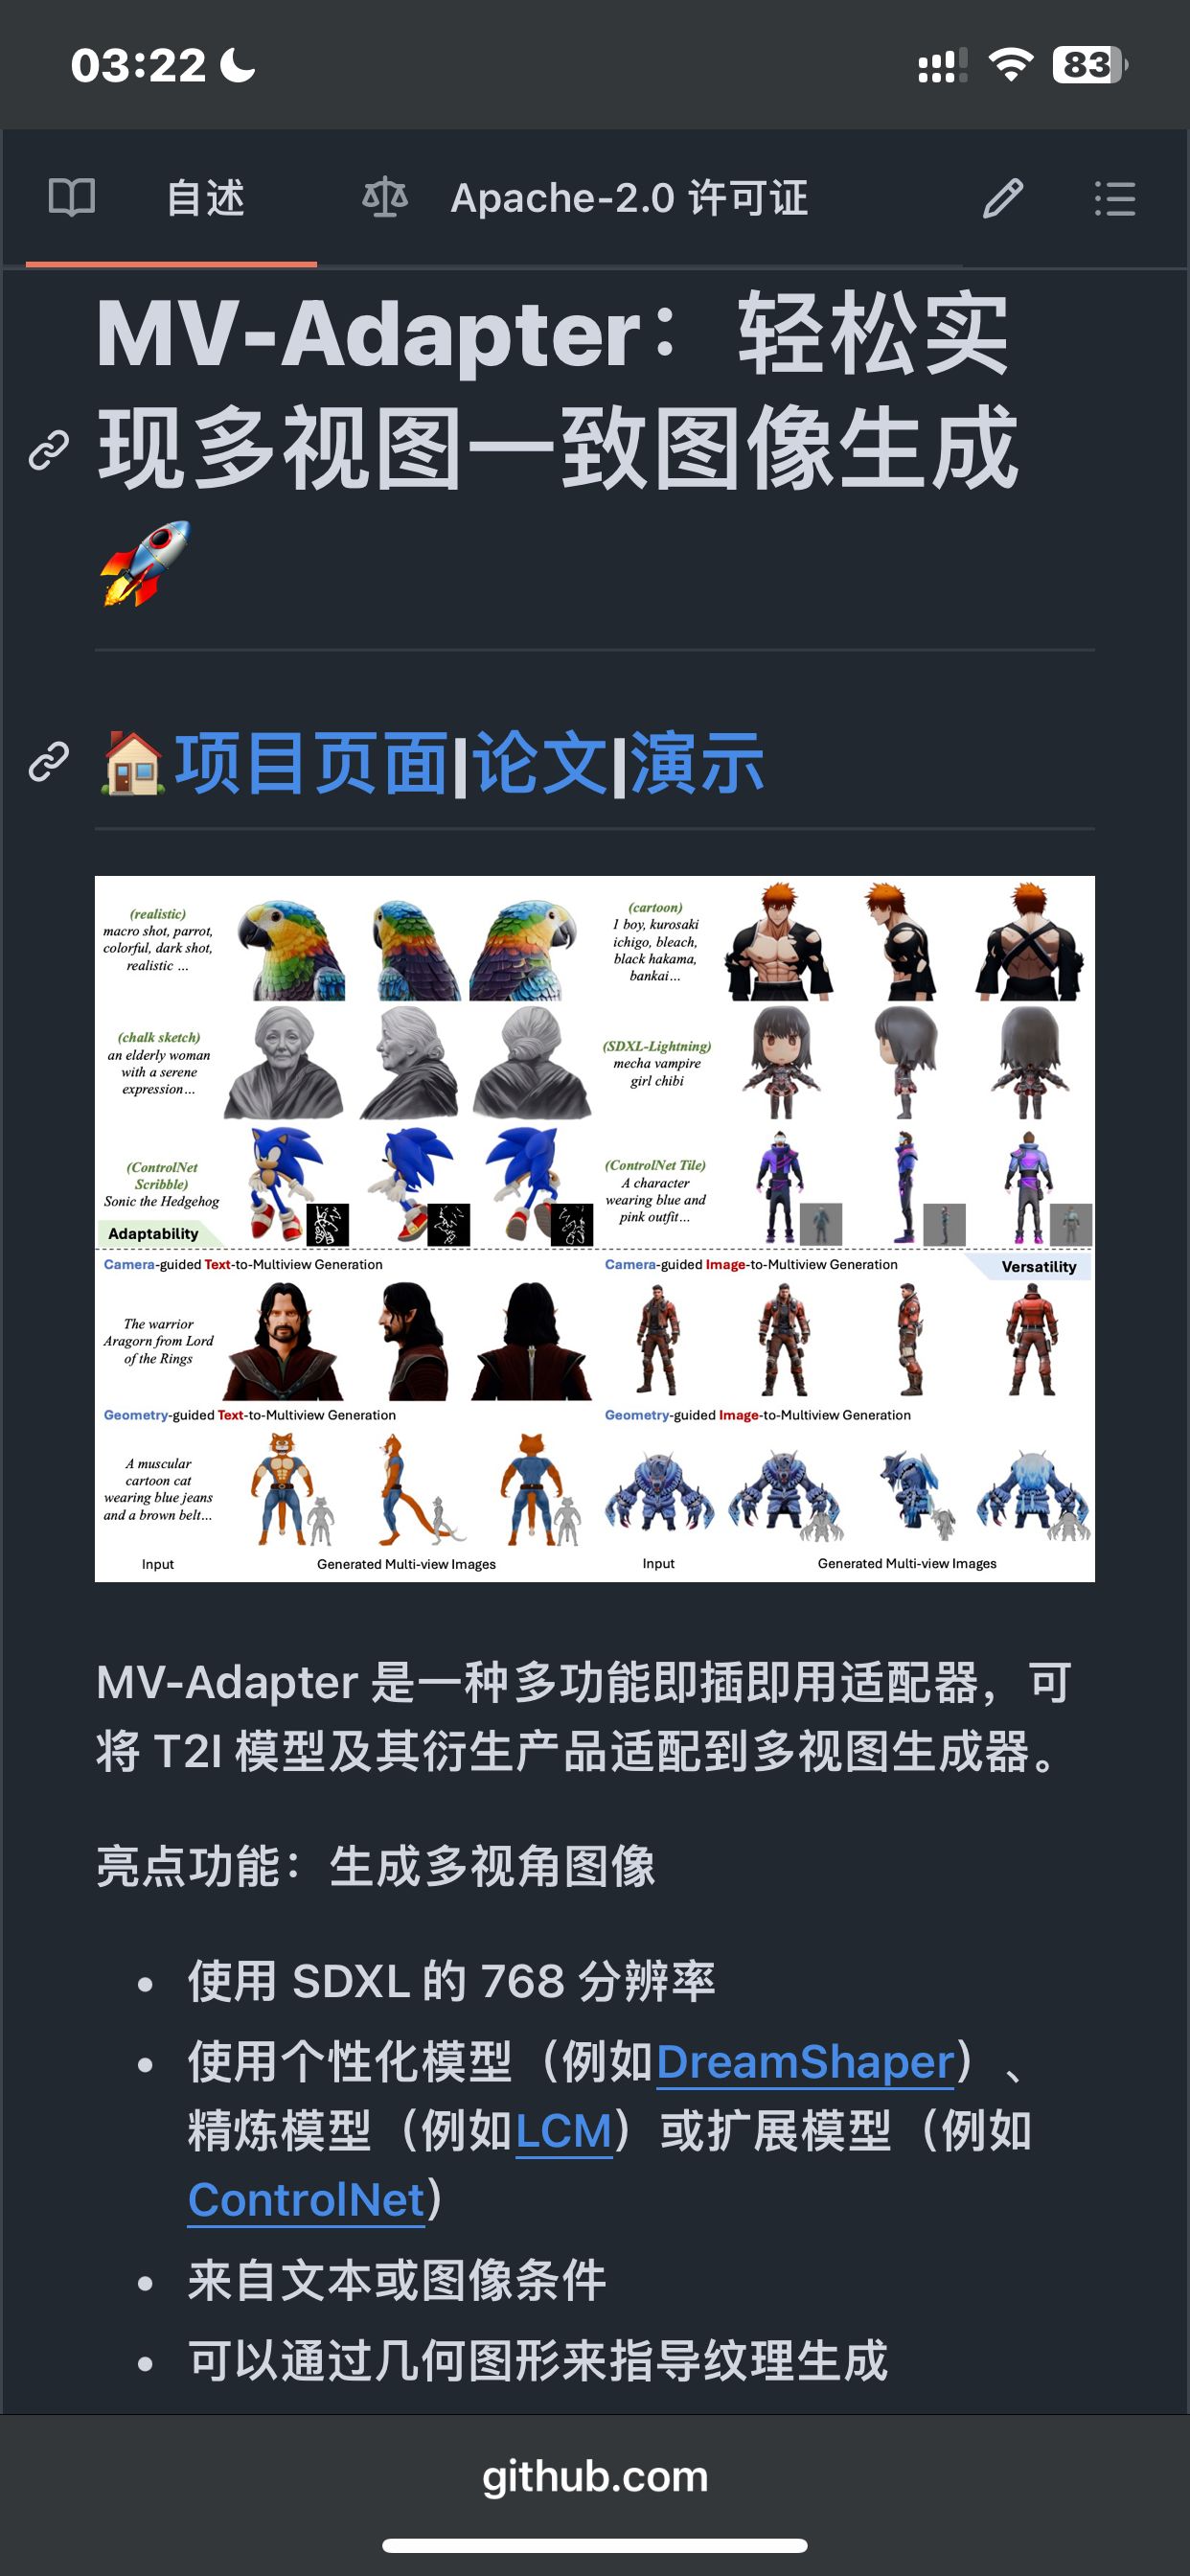 03:22
83
自述
Apache-2.0 许可证
MV-Adapter：轻松实
现多视图一致图像生成
🚀
🏠项目页面|论文|演示
(realistic)
macro shot, parrot,
colorful, dark shot,
realistic ...
(cartoon)
1 boy, kurosaki
ichigo, bleach,
black hakama,
bankai...
(chalk sketch)
an elderly woman
with a serene
expression...
(SDXL-Lightning)
mecha vampire
girl chibi
(ControlNet
Scribble)
Sonic the Hedgehog
(ControlNet Tile)
A character
wearing blue and
pink outfit...
Adaptability
Camera-guided Text-to-Multiview Generation
Camera-guided Image-to-Multiview Generation
Versatility
The warrior
Aragorn from Lord
of the Rings
Geometry-guided Text-to-Multiview Generation
Geometry-guided Image-to-Multiview Generation
A muscular
cartoon cat
wearing blue jeans
and a brown belt...
Input
Generated Multi-view Images
Input
Generated Multi-view Images
MV-Adapter 是一种多功能即插即用适配器，可
将 T2I 模型及其衍生产品适配到多视图生成器。
亮点功能：生成多视角图像
• 使用 SDXL 的 768 分辨率
• 使用个性化模型（例如DreamShaper）、
精炼模型（例如LCM）或扩展模型（例如
ControlNet）
• 来自文本或图像条件
• 可以通过几何图形来指导纹理生成
github.com